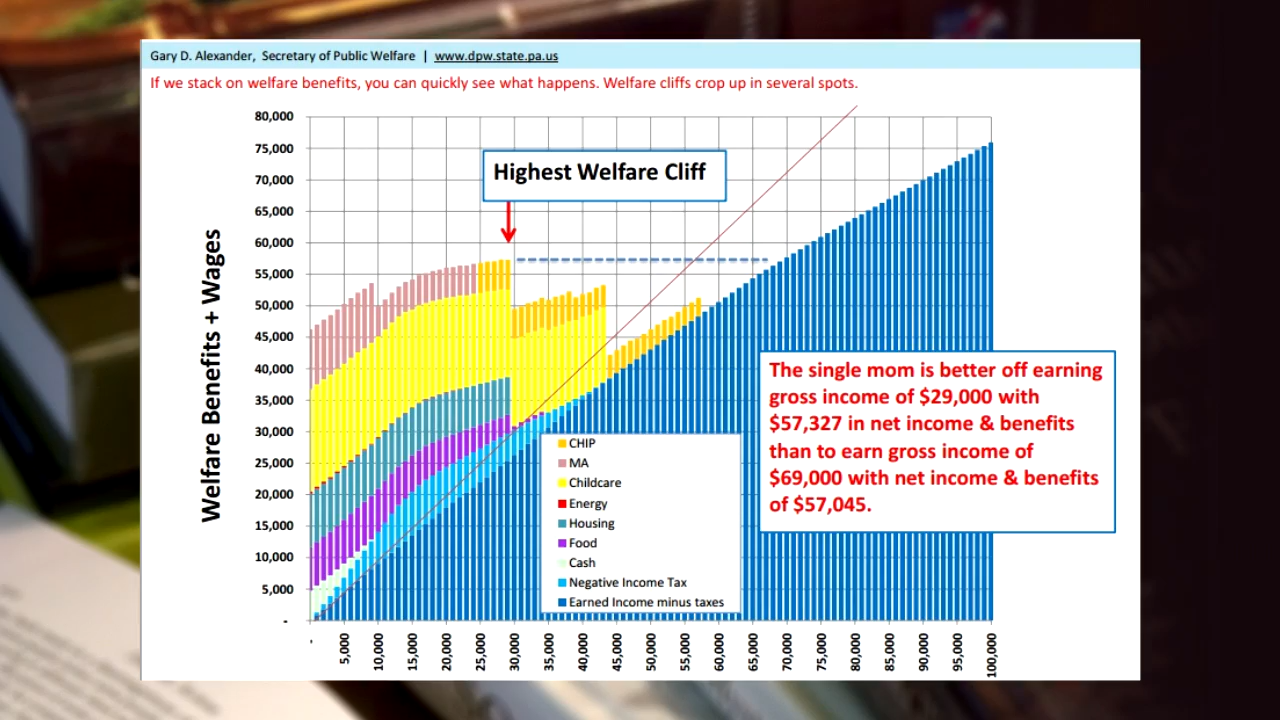 Gary D. Alexander, Secretary of Public Welfare | www.dpw.state.pa.us
If we stack on welfare benefits, you can quickly see what happens. Welfare cliffs crop up in several spots.
Welfare Benefits + Wages
80,000
75,000
70,000
65,000
60,000
55,000
50,000
45,000
40,000
35,000
30,000
25,000
20,000
15,000
10,000
5,000
-
Highest Welfare Cliff
The single mom is better off earning
gross income of $29,000 with
$57,327 in net income & benefits
than to earn gross income of
$69,000 with net income & benefits
of $57,045.
CHIP
MA
Childcare
Energy
Housing
Food
Cash
Negative Income Tax
Earned Income minus taxes
- 5,000 10,000 15,000 20,000 25,000 30,000 35,000 40,000 45,000 50,000 55,000 60,000 65,000 70,000 75,000 80,000 85,000 90,000 95,000 100,000